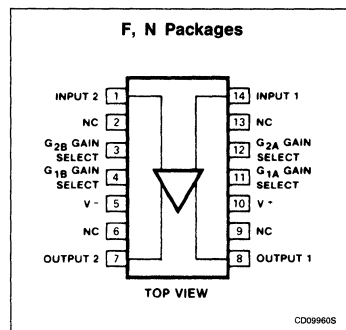 F, N Packages
INPUT 2 1
14 INPUT 1
NC 2
13 NC
G2B GAIN SELECT 3
12 G2A GAIN SELECT
G1B GAIN SELECT 4
11 G1A GAIN SELECT
V - 5
10 V +
NC 6
9 NC
OUTPUT 2 7
8 OUTPUT 1
TOP VIEW
CD09960S